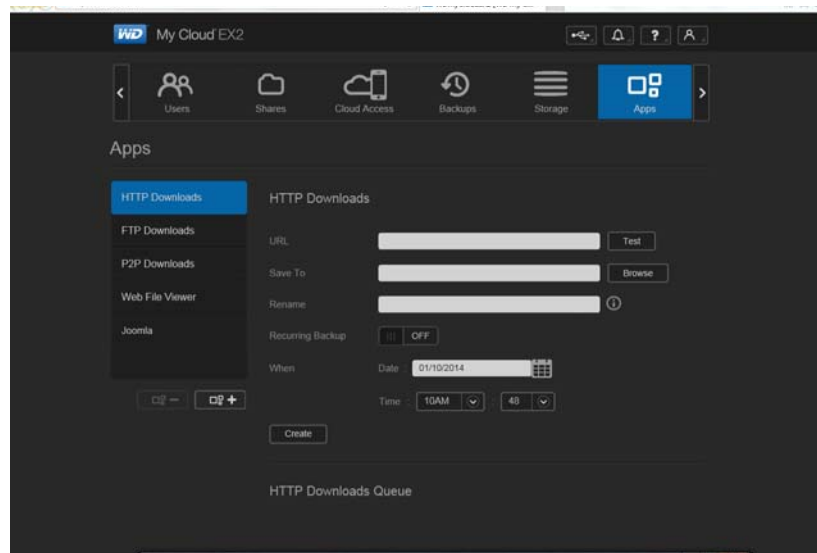 WD My Cloud EX2
?
Users Shares Cloud Access Backups Storage Apps
Apps
HTTP Downloads
FTP Downloads
P2P Downloads
Web File Viewer
Joomla
HTTP Downloads
URL Test
Save To Browse
Rename
Recurring Backup OFF
When Date : 01/10/2014
Time : 10AM : 48
Create
HTTP Downloads Queue